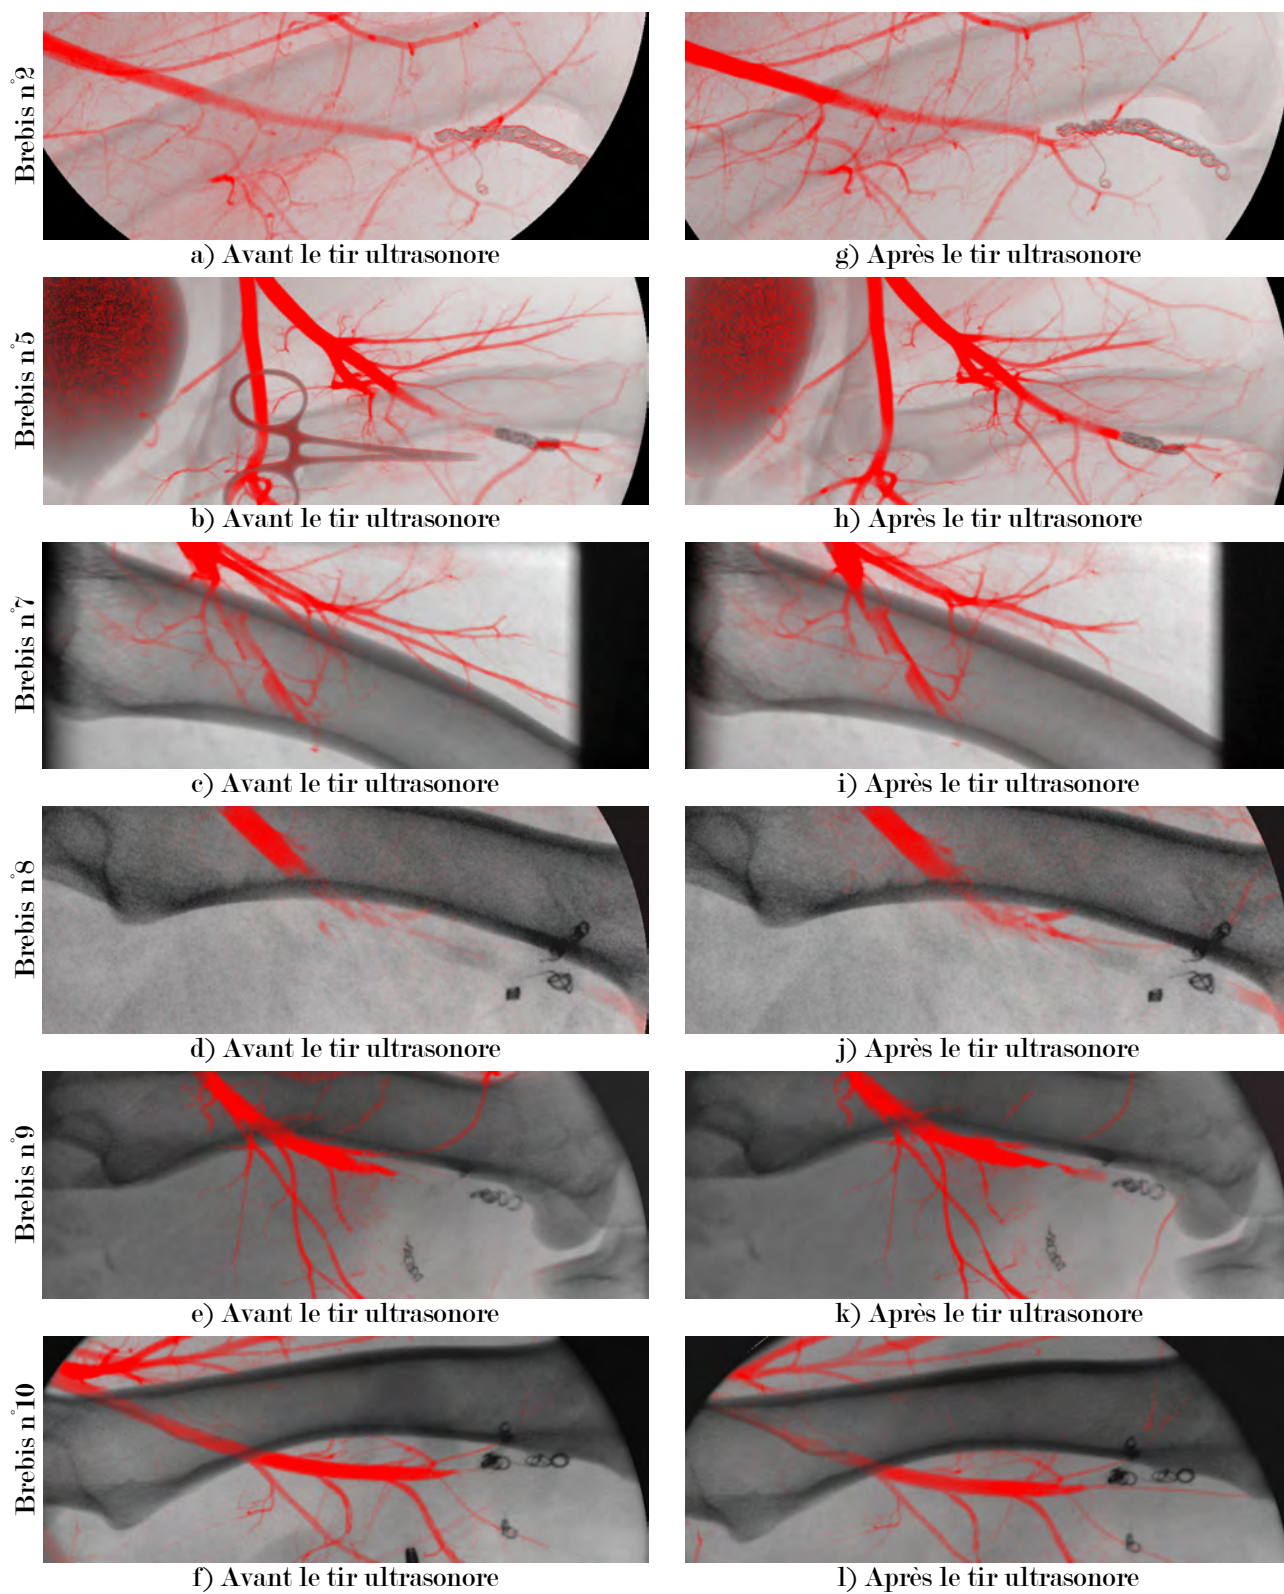 Brebis n°2
a) Avant le tir ultrasonore
g) Après le tir ultrasonore
Brebis n°5
b) Avant le tir ultrasonore
h) Après le tir ultrasonore
Brebis n°7
c) Avant le tir ultrasonore
i) Après le tir ultrasonore
Brebis n°8
d) Avant le tir ultrasonore
j) Après le tir ultrasonore
Brebis n°9
e) Avant le tir ultrasonore
k) Après le tir ultrasonore
Brebis n°10
f) Avant le tir ultrasonore
l) Après le tir ultrasonore